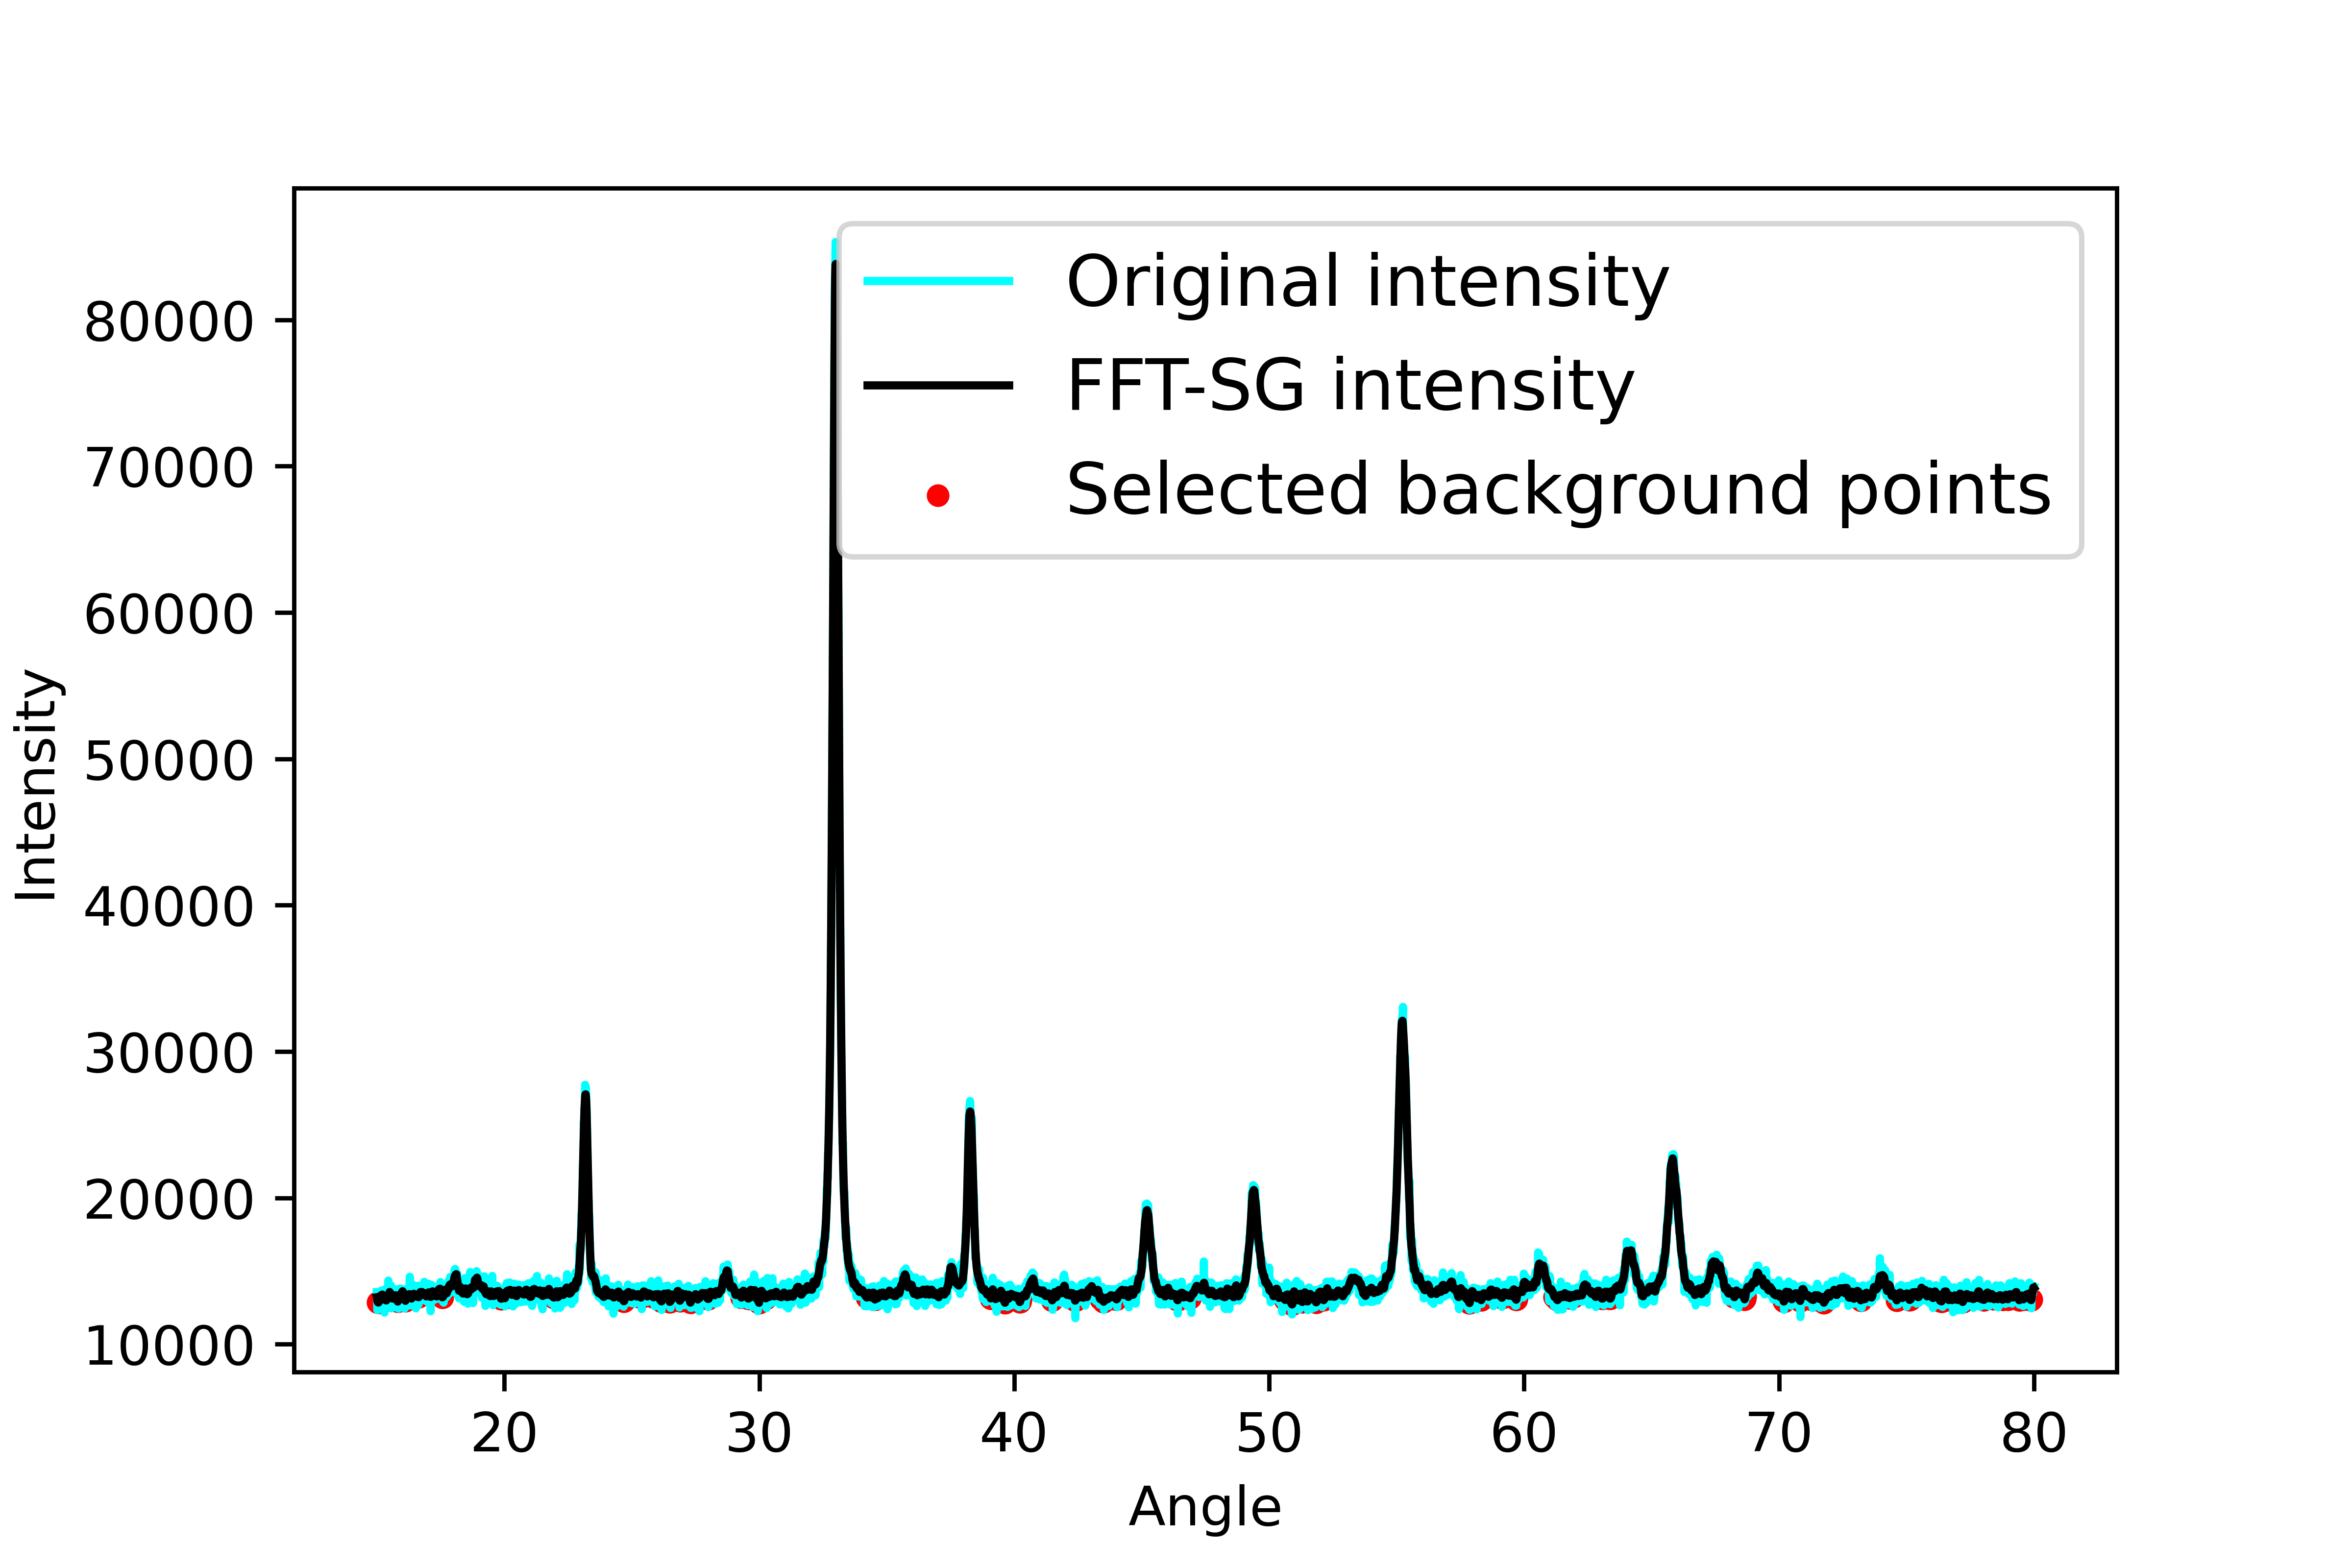 Original intensity
FFT-SG intensity
Selected background points
80000
70000
60000
50000
40000
30000
20000
10000
Intensity
20 30 40 50 60 70 80
Angle